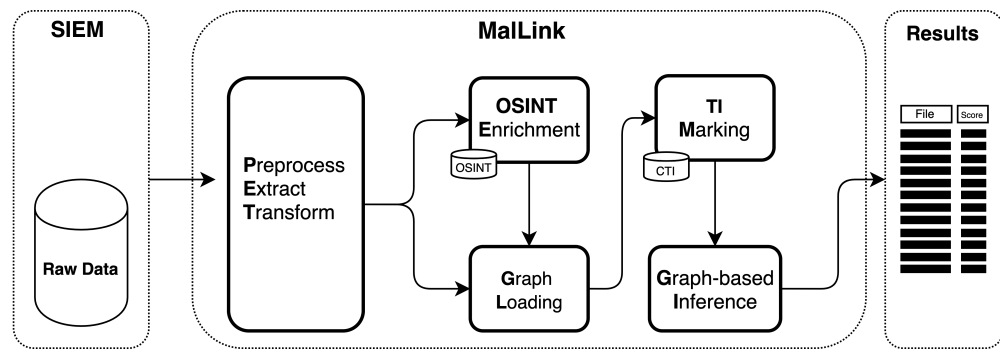 SIEM
Raw Data
MalLink
Preprocess
Extract
Transform
OSINT
Enrichment
OSINT
Graph
Loading
TI
Marking
CTI
Graph-based
Inference
Results
File Score